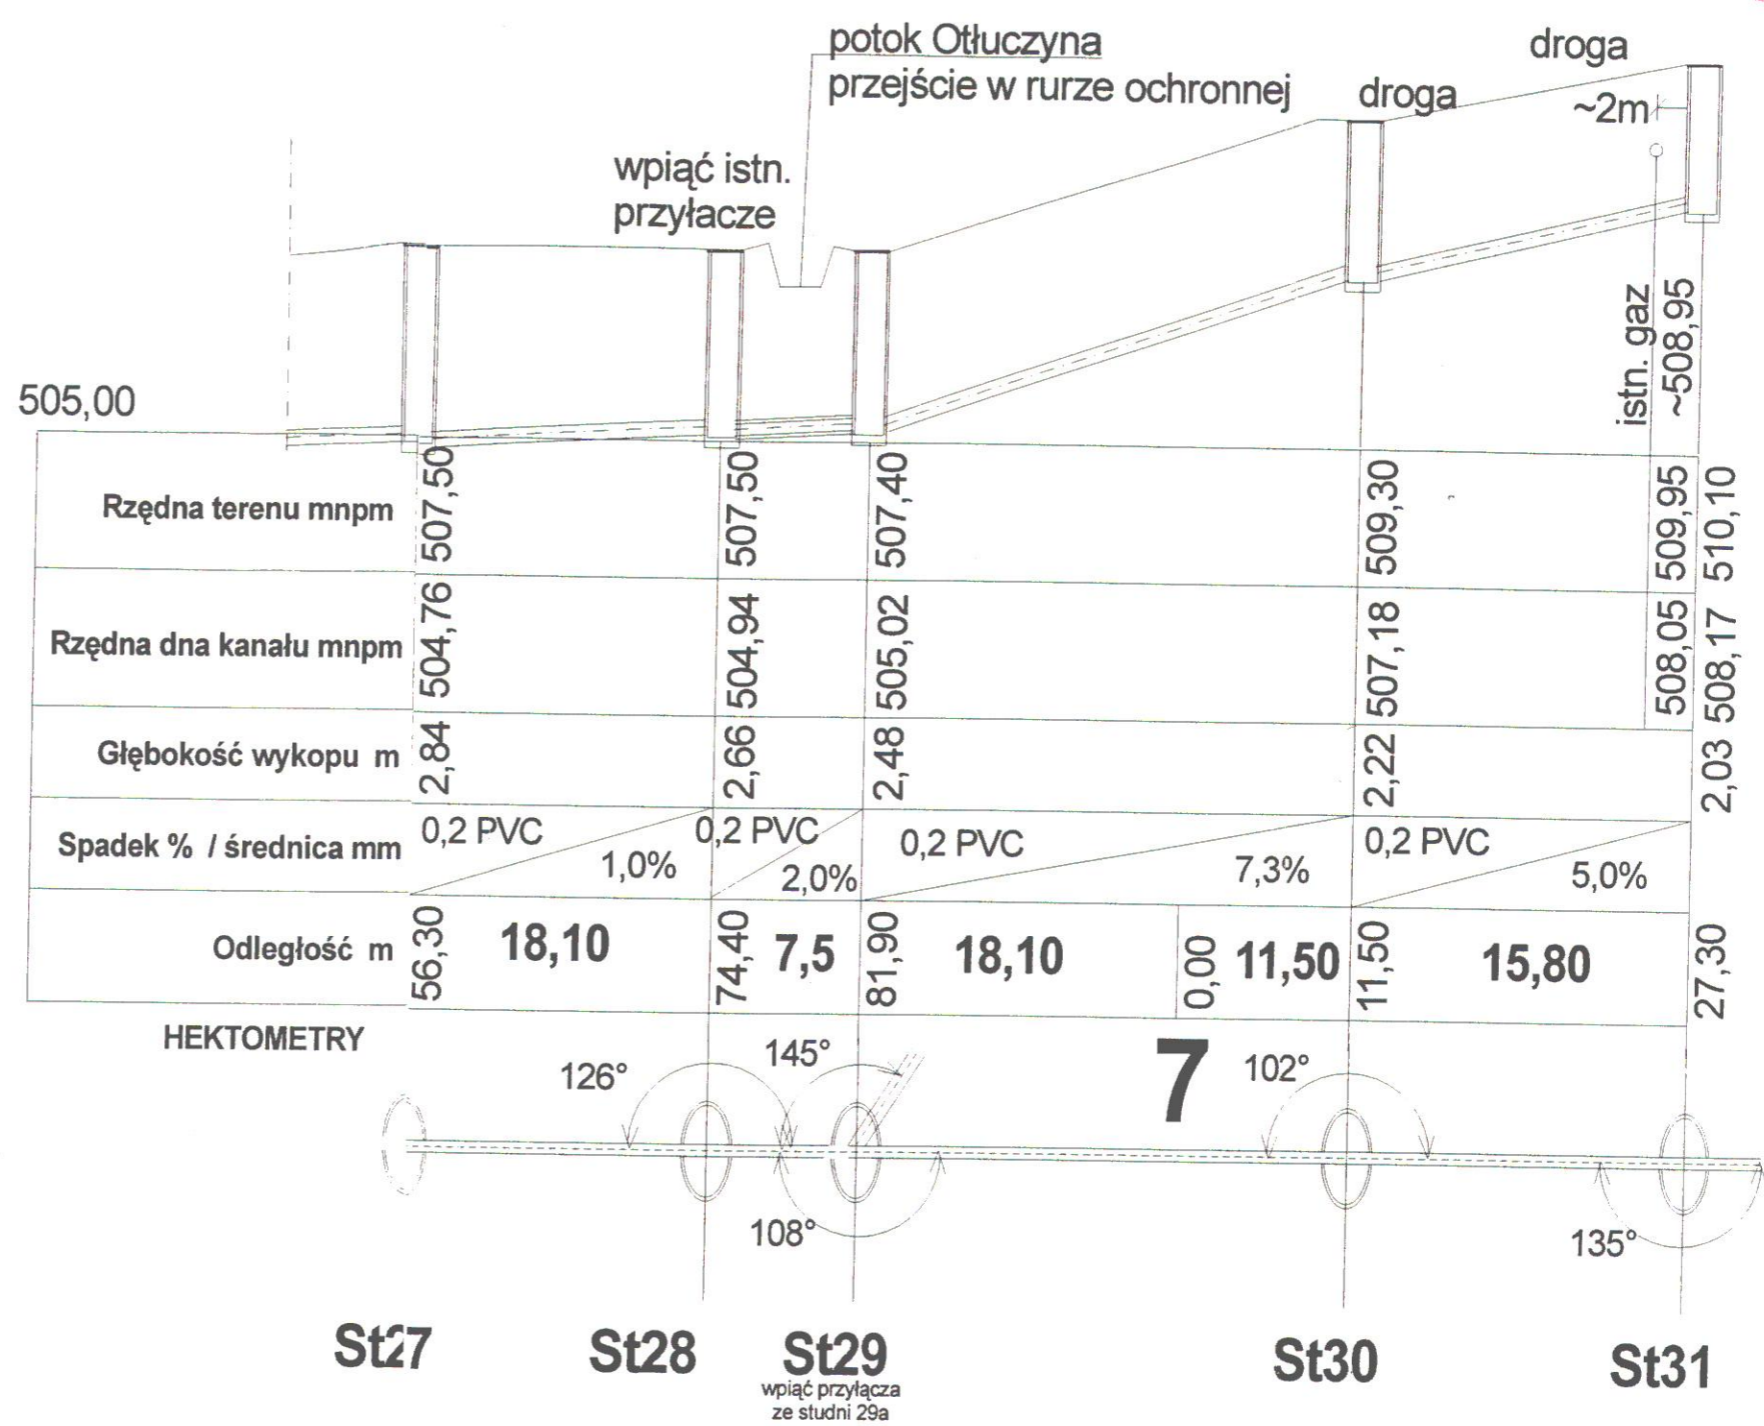 potok Otłuczyna
przejście w rurze ochronnej
droga
droga
~2m
wpiąć istn.
przyłacze
istn. gaz
~508,95
505,00
Rzędna terenu mnpm 507,50 507,50 507,40 509,30 509,95 510,10
Rzędna dna kanału mnpm 504,76 504,94 505,02 507,18 508,05 508,17
Głębokość wykopu m 2,84 2,66 2,48 2,22 2,03
Spadek % / średnica mm 0,2 PVC 1,0% 0,2 PVC 2,0% 0,2 PVC 7,3% 0,2 PVC 5,0%
Odległość m 56,30 18,10 74,40 7,5 81,90 18,10 0,00 11,50 11,50 15,80 27,30
HEKTOMETRY
7
126° 145° 102°
108° 135°
St27 St28 St29 St30 St31
wpiąć przyłącza
ze studni 29a